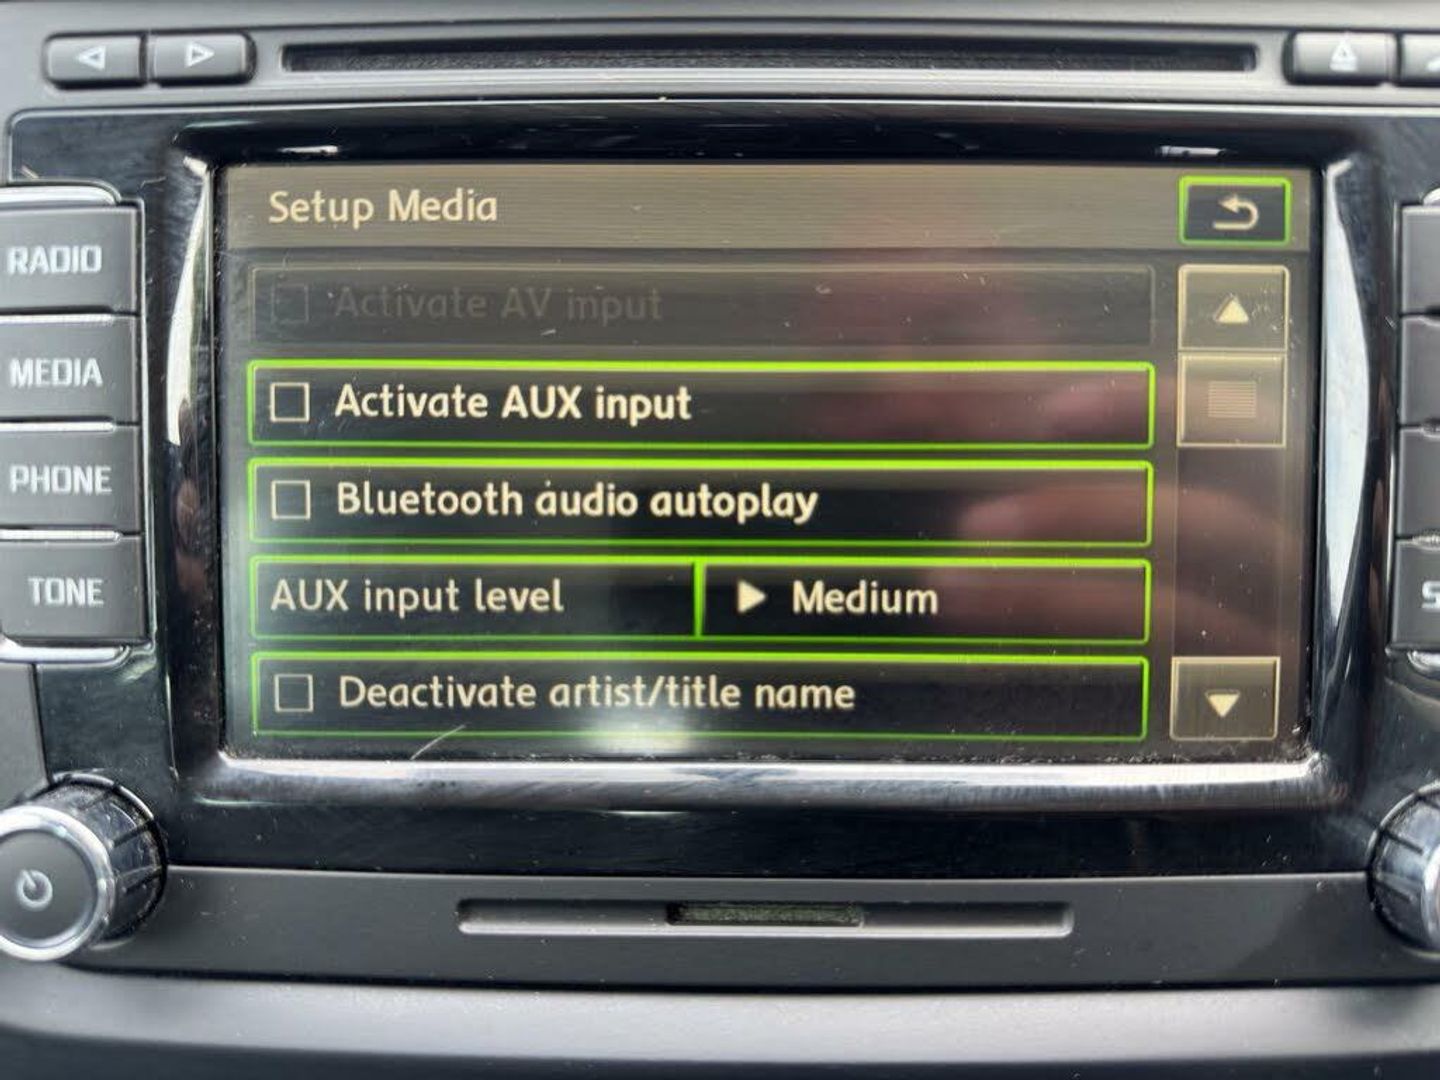 Setup Media
Activate AV input
RADIO
Activate AUX input
MEDIA
Bluetooth audio autoplay
PHONE
AUX input level
Medium
TONE
Deactivate artist/title name